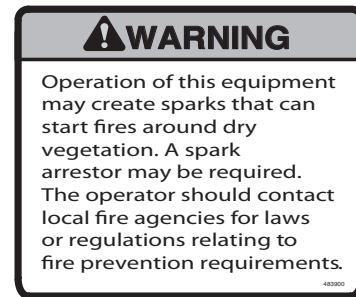 WARNING
Operation of this equipment
may create sparks that can
start fires around dry
vegetation. A spark
arrestor may be required.
The operator should contact
local fire agencies for laws
or regulations relating to
fire prevention requirements.
483900